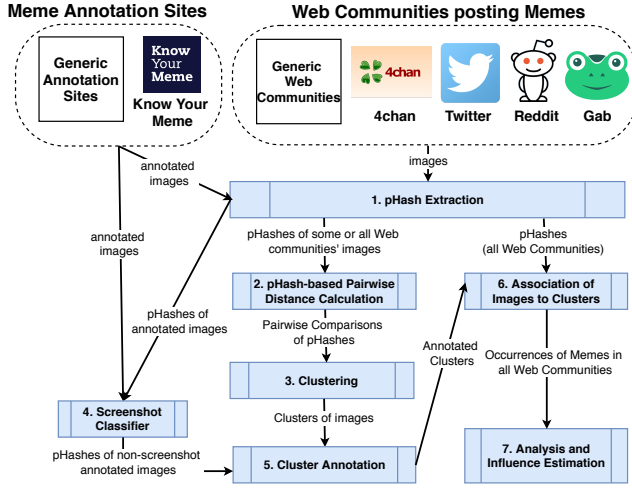 Meme Annotation Sites
Web Communities posting Memes
Generic
Annotation
Sites
Know
Your
Meme
Know Your
Meme
Generic
Web
Communities
4chan
4chan
Twitter
Reddit
Gab
annotated
images
images
1. pHash Extraction
annotated
images
pHashes of some or all Web
communities' images
pHashes
(all Web Communities)
2. pHash-based Pairwise
Distance Calculation
6. Association of
Images to Clusters
pHashes of
annotated images
Pairwise Comparisons
of pHashes
Annotated
Clusters
Occurrences of Memes in
all Web Communities
3. Clustering
4. Screenshot
Classifier
Clusters of images
pHashes of non-screenshot
annotated images
5. Cluster Annotation
7. Analysis and
Influence Estimation